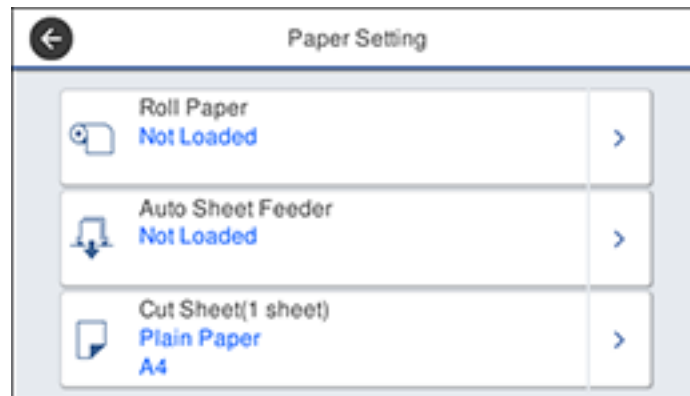 Paper Setting
Roll Paper
Not Loaded
Auto Sheet Feeder
Not Loaded
Cut Sheet(1 sheet)
Plain Paper
A4